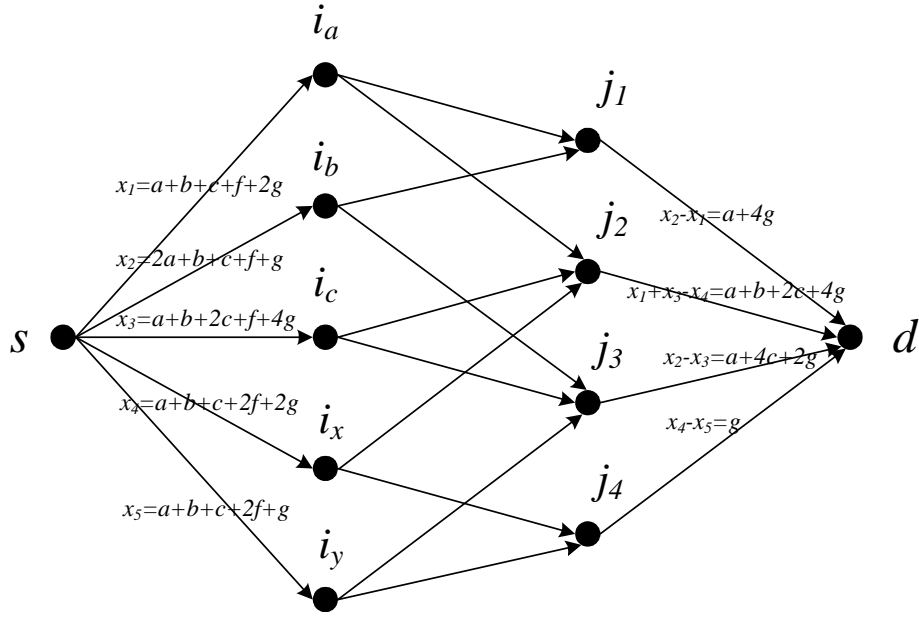 i_a
j_1
i_b
x_1=a+b+c+f+2g
x_2-x_1=a+4g
j_2
x_2=2a+b+c+f+g
i_c
x_1+x_3-x_4=a+b+2c+4g
x_3=a+b+2c+f+4g
s
d
j_3
x_2-x_3=a+4c+2g
x_4=a+b+c+2f+2g
i_x
x_4-x_5=g
j_4
x_5=a+b+c+2f+g
i_y